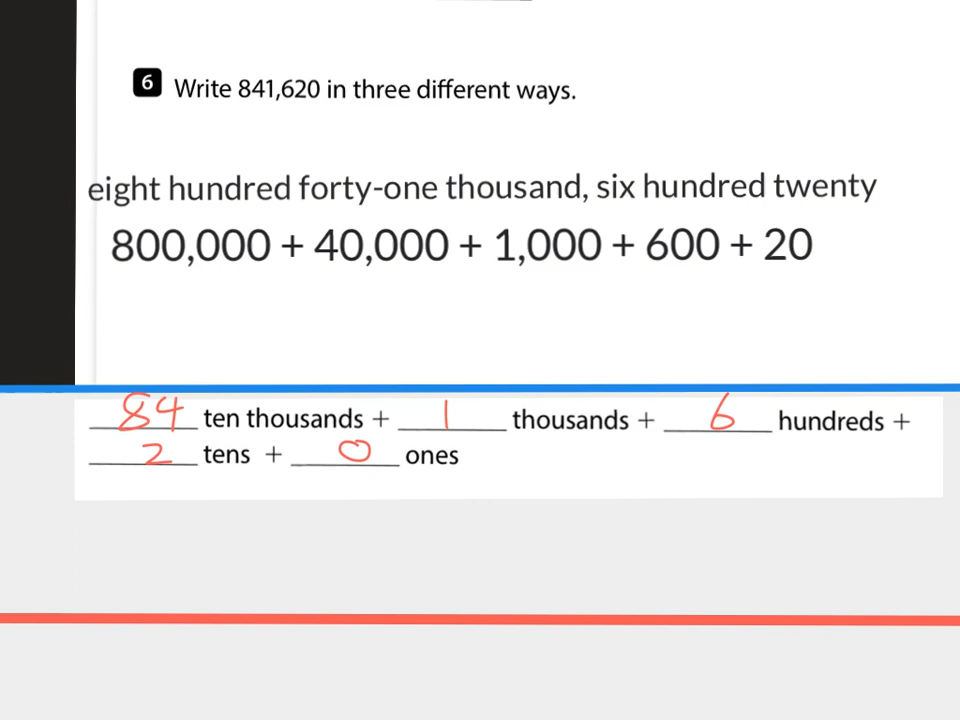 6 Write 841,620 in three different ways.
eight hundred forty-one thousand, six hundred twenty
800,000 + 40,000 + 1,000 + 600 + 20
84 ten thousands + 1 thousands + 6 hundreds +
2 tens + 0 ones